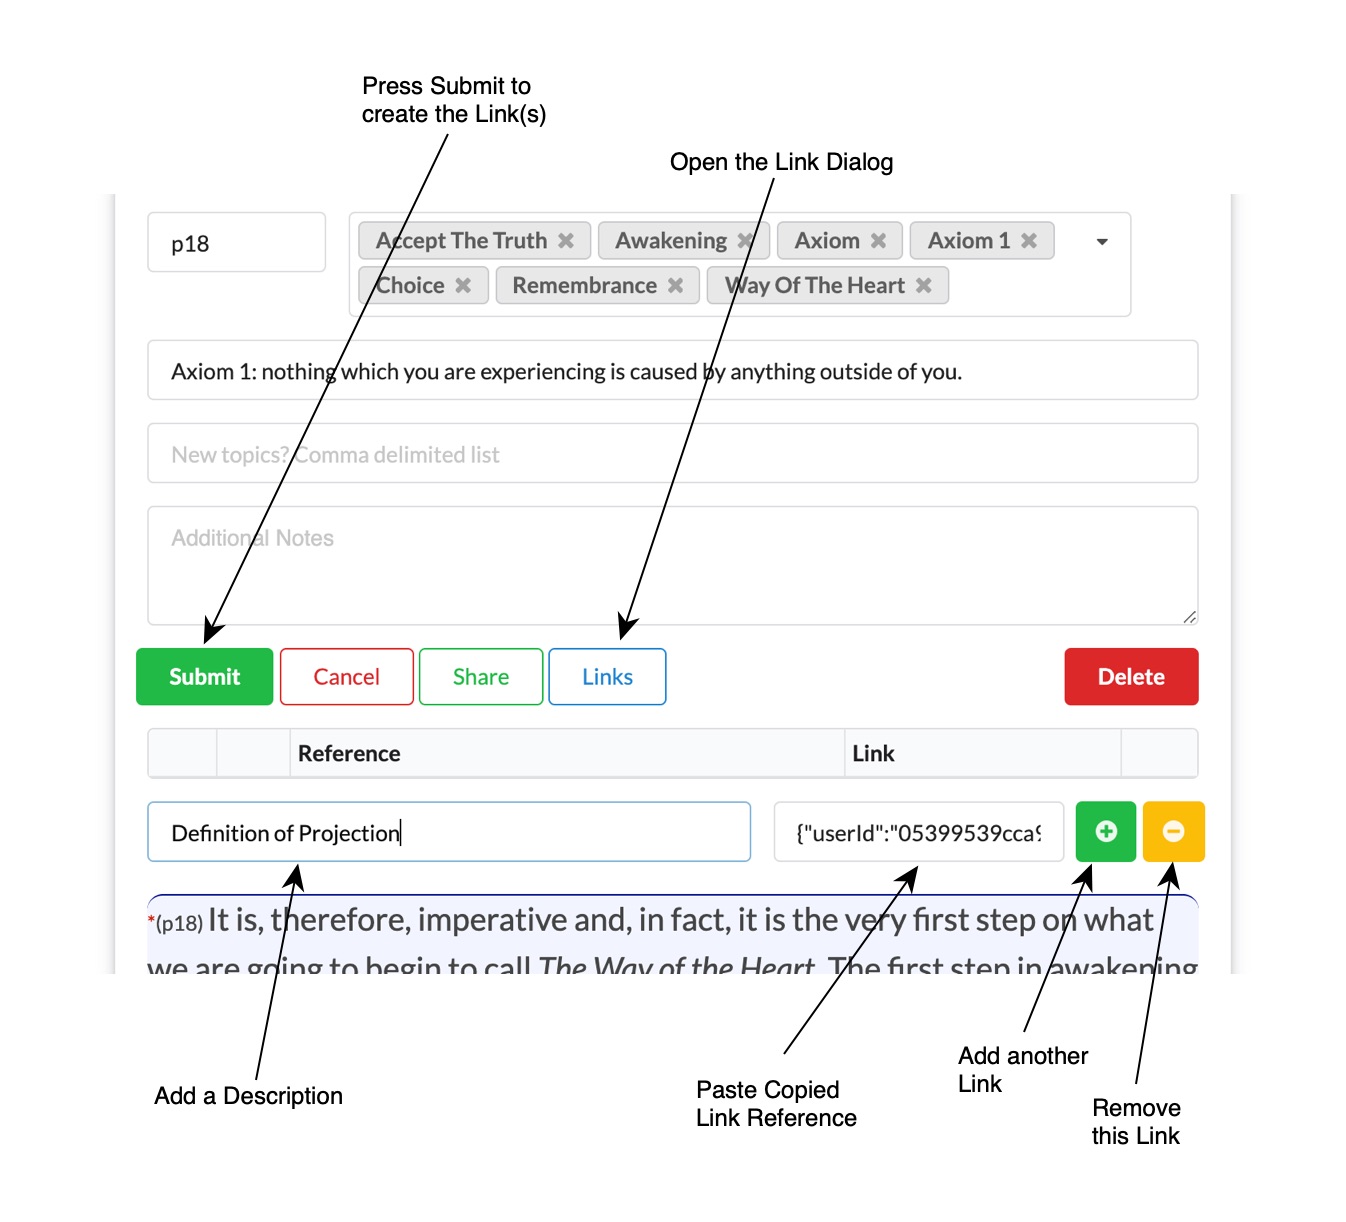 Press Submit to
create the Link(s)
Open the Link Dialog
p18
Accept The Truth Awakening Axiom Axiom 1
Choice Remembrance Way Of The Heart
Axiom 1: nothing which you are experiencing is caused by anything outside of you.
New topics? Comma delimited list
Additional Notes
Submit Cancel Share Links Delete
Reference Link
Definition of Projection {"userId":"05399539cca9
*(p18) It is, therefore, imperative and, in fact, it is the very first step on what
we are going to begin to call The Way of the Heart. The first step in awakening
Add a Description
Paste Copied
Link Reference
Add another
Link
Remove
this Link